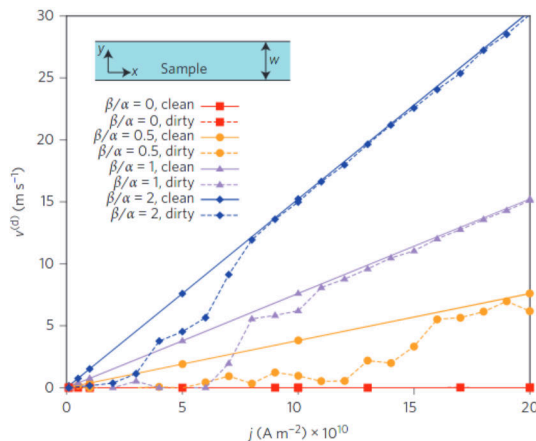 30
25
20
15
10
5
0
v(d) (m s−1)
y
x
Sample
w
β/α = 0, clean
β/α = 0, dirty
β/α = 0.5, clean
β/α = 0.5, dirty
β/α = 1, clean
β/α = 1, dirty
β/α = 2, clean
β/α = 2, dirty
0 5 10 15 20
j (A m−2) × 1010